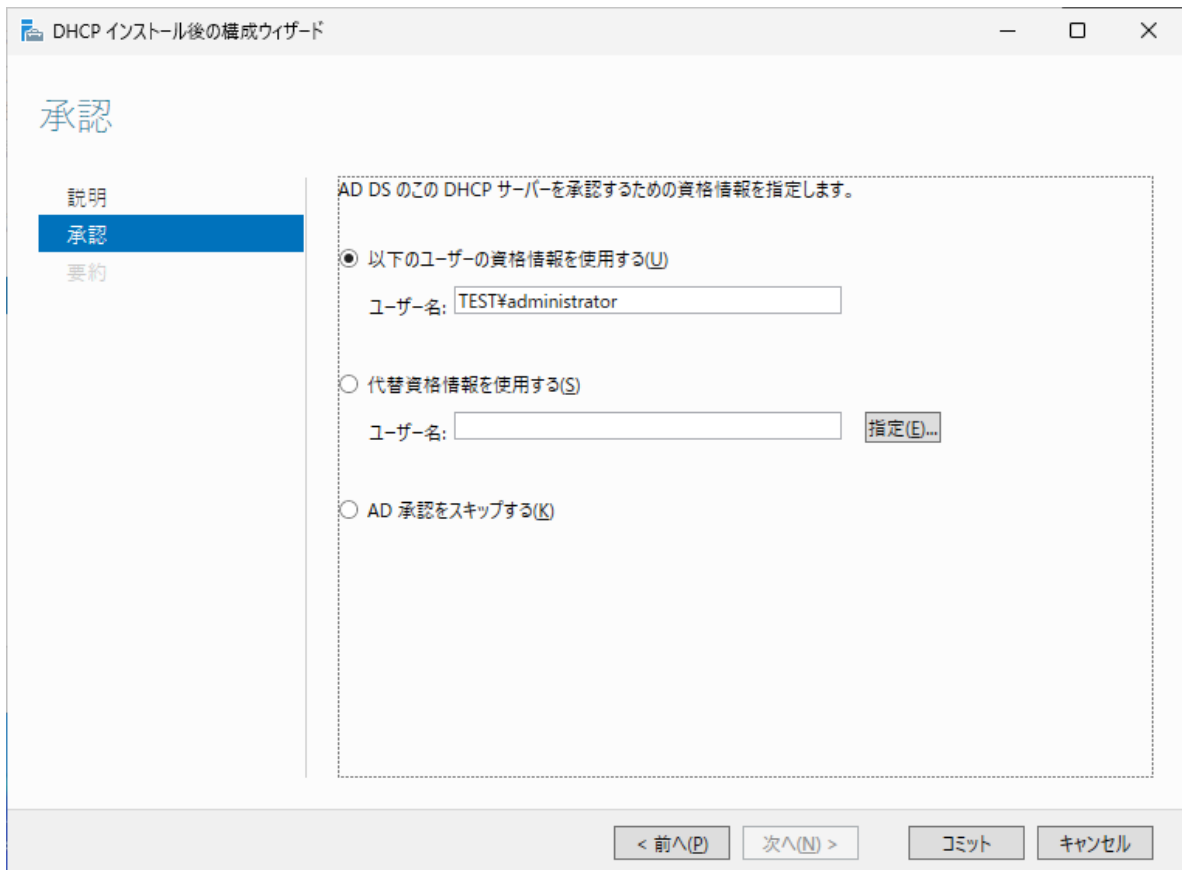 DHCP インストール後の構成ウィザード
承認
説明
承認
要約
AD DS のこの DHCP サーバーを承認するための資格情報を指定します。
以下のユーザーの資格情報を使用する(U)
ユーザー名: TEST¥administrator
代替資格情報を使用する(S)
ユーザー名:
指定(E)...
AD 承認をスキップする(K)
< 前へ(P) 次へ(N) > コミット キャンセル